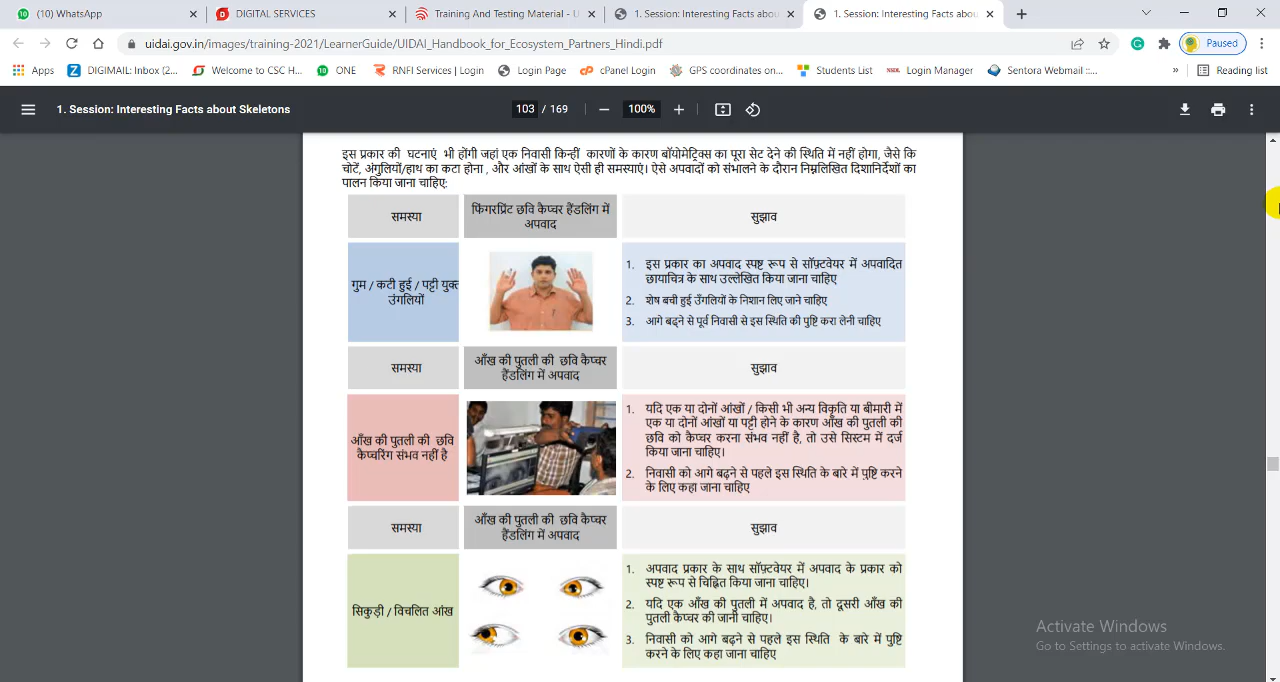 (10) WhatsApp
DIGITAL SERVICES
Training And Testing Material - U
1. Session: Interesting Facts abou
1. Session: Interesting Facts abou
uidai.gov.in/images/training-2021/LearnerGuide/UIDAI_Handbook_for_Ecosystem_Partners_Hindi.pdf
Paused
Apps
DIGIMAIL: Inbox (2...
Welcome to CSC H...
ONE
RNFI Services | Login
Login Page
cPanel Login
GPS coordinates on...
Students List
Login Manager
Sentora Webmail ::...
»
Reading list
1. Session: Interesting Facts about Skeletons
103 / 169
100%
इस प्रकार की घटनाएं भी होंगी जहां एक निवासी किन्हीं कारणों के कारण बॉयोमेट्रिक्स का पूरा सेट देने की स्थिति में नहीं होगा, जैसे कि
चोटें, अंगुलियों/हाथ का कटा होना , और आंखों के साथ ऐसी ही समस्याएं। ऐसे अपवादों को संभालने के दौरान निम्नलिखित दिशानिर्देशों का
पालन किया जाना चाहिए:
समस्या
फिंगरप्रिंट छवि कैप्चर हैंडलिंग में
अपवाद
सुझाव
गुम / कटी हुई / पट्टी युक्त
उँगलियों
1. इस प्रकार का अपवाद स्पष्ट रूप से सॉफ़्टवेयर में अपवादित
छायाचित्र के साथ उल्लेखित किया जाना चाहिए
2. शेष बची हुई उँगलियों के निशान लिए जाने चाहिए
3. आगे बढ़ने से पूर्व निवासी से इस स्थिति की पुष्टि करा लेनी चाहिए
समस्या
आँख की पुतली की छवि कैप्चर
हैंडलिंग में अपवाद
सुझाव
आँख की पुतली की छवि
कैप्चरिंग संभव नहीं है
1. यदि एक या दोनों आंखों / किसी भी अन्य विकृति या बीमारी में
एक या दोनों आंखों या पट्टी होने के कारण आँख की पुतली की
छवि को कैप्चर करना संभव नहीं है, तो उसे सिस्टम में दर्ज
किया जाना चाहिए।
2. निवासी को आगे बढ़ने से पहले इस स्थिति के बारे में पुष्टि करने
के लिए कहा जाना चाहिए
समस्या
आँख की पुतली की छवि कैप्चर
हैंडलिंग में अपवाद
सुझाव
सिकुड़ी / विचलित आंख
1. अपवाद प्रकार के साथ सॉफ़्टवेयर में अपवाद के प्रकार को
स्पष्ट रूप से चिह्नित किया जाना चाहिए।
2. यदि एक आँख की पुतली में अपवाद है, तो दूसरी आँख की
पुतली कैप्चर की जानी चाहिए।
3. निवासी को आगे बढ़ने से पहले इस स्थिति के बारे में पुष्टि
करने के लिए कहा जाना चाहिए
Activate Windows
Go to Settings to activate Windows.